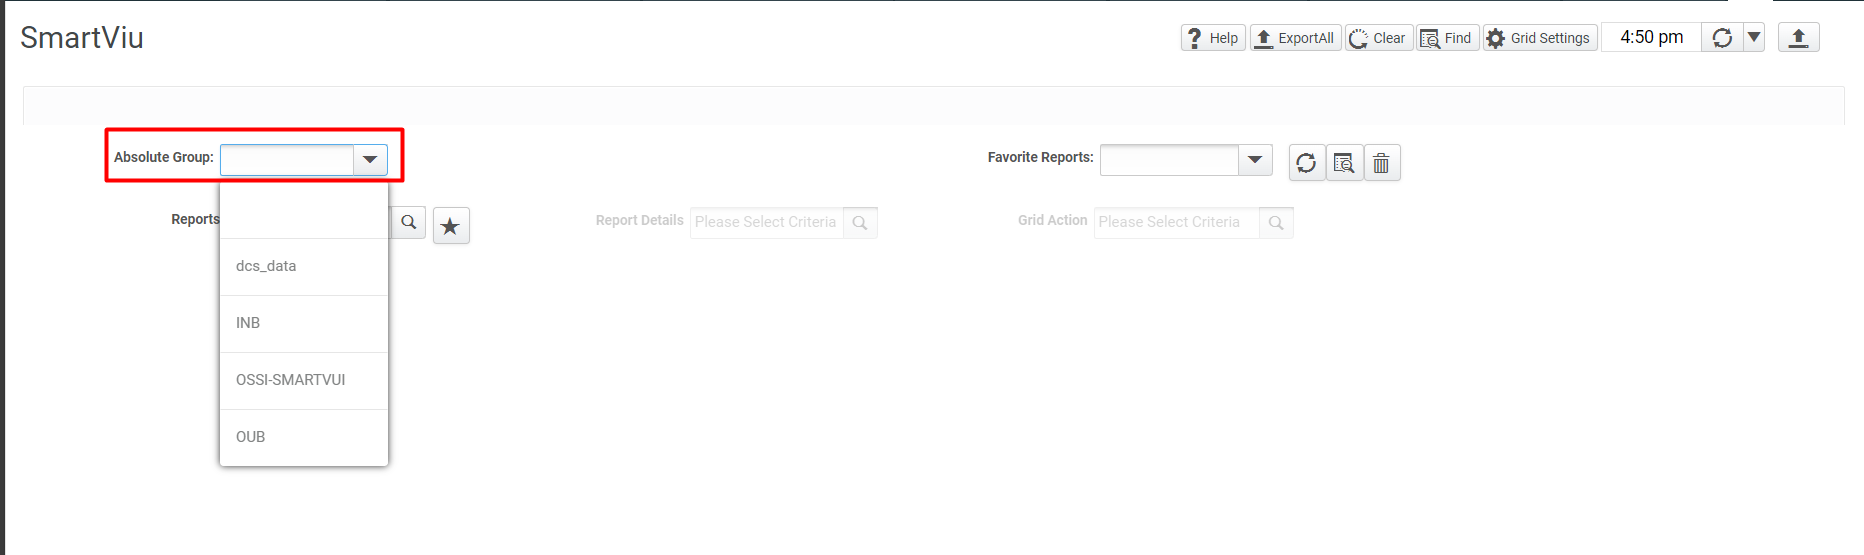 SmartViu
Help ExportAll Clear Find Grid Settings 4:50 pm
Absolute Group:
Favorite Reports:
Reports
Report Details Please Select Criteria
Grid Action Please Select Criteria
dcs_data
INB
OSSI-SMARTVUI
OUB